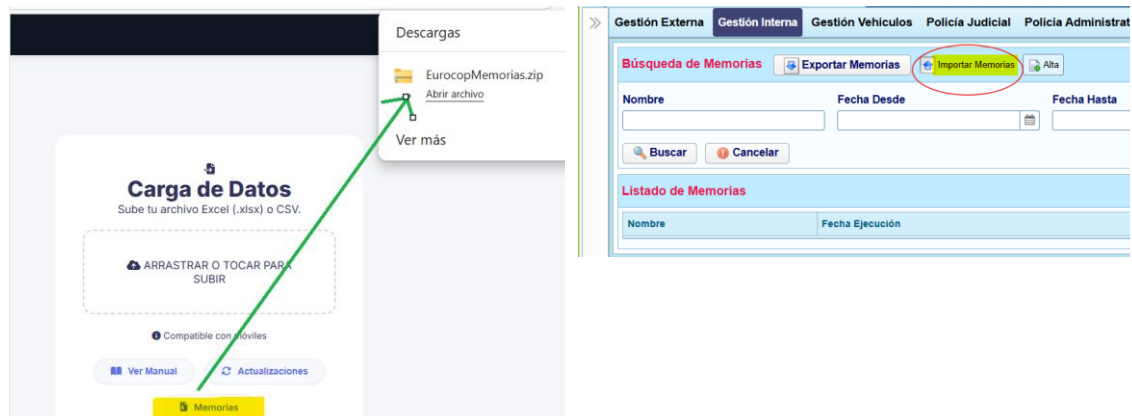 Descargas
EurocopMemorias.zip
Abrir archivo
Ver más
Carga de Datos
Sube tu archivo Excel (.xlsx) o CSV.
ARRASTRAR O TOCAR PARA
SUBIR
Compatible con móviles
Ver Manual
Actualizaciones
Memorias
Gestión Externa Gestión Interna Gestión Vehiculos Policía Judicial Policia Administrat
Búsqueda de Memorias Exportar Memorias Importar Memorias Alta
Nombre Fecha Desde Fecha Hasta
Buscar Cancelar
Listado de Memorias
Nombre Fecha Ejecución